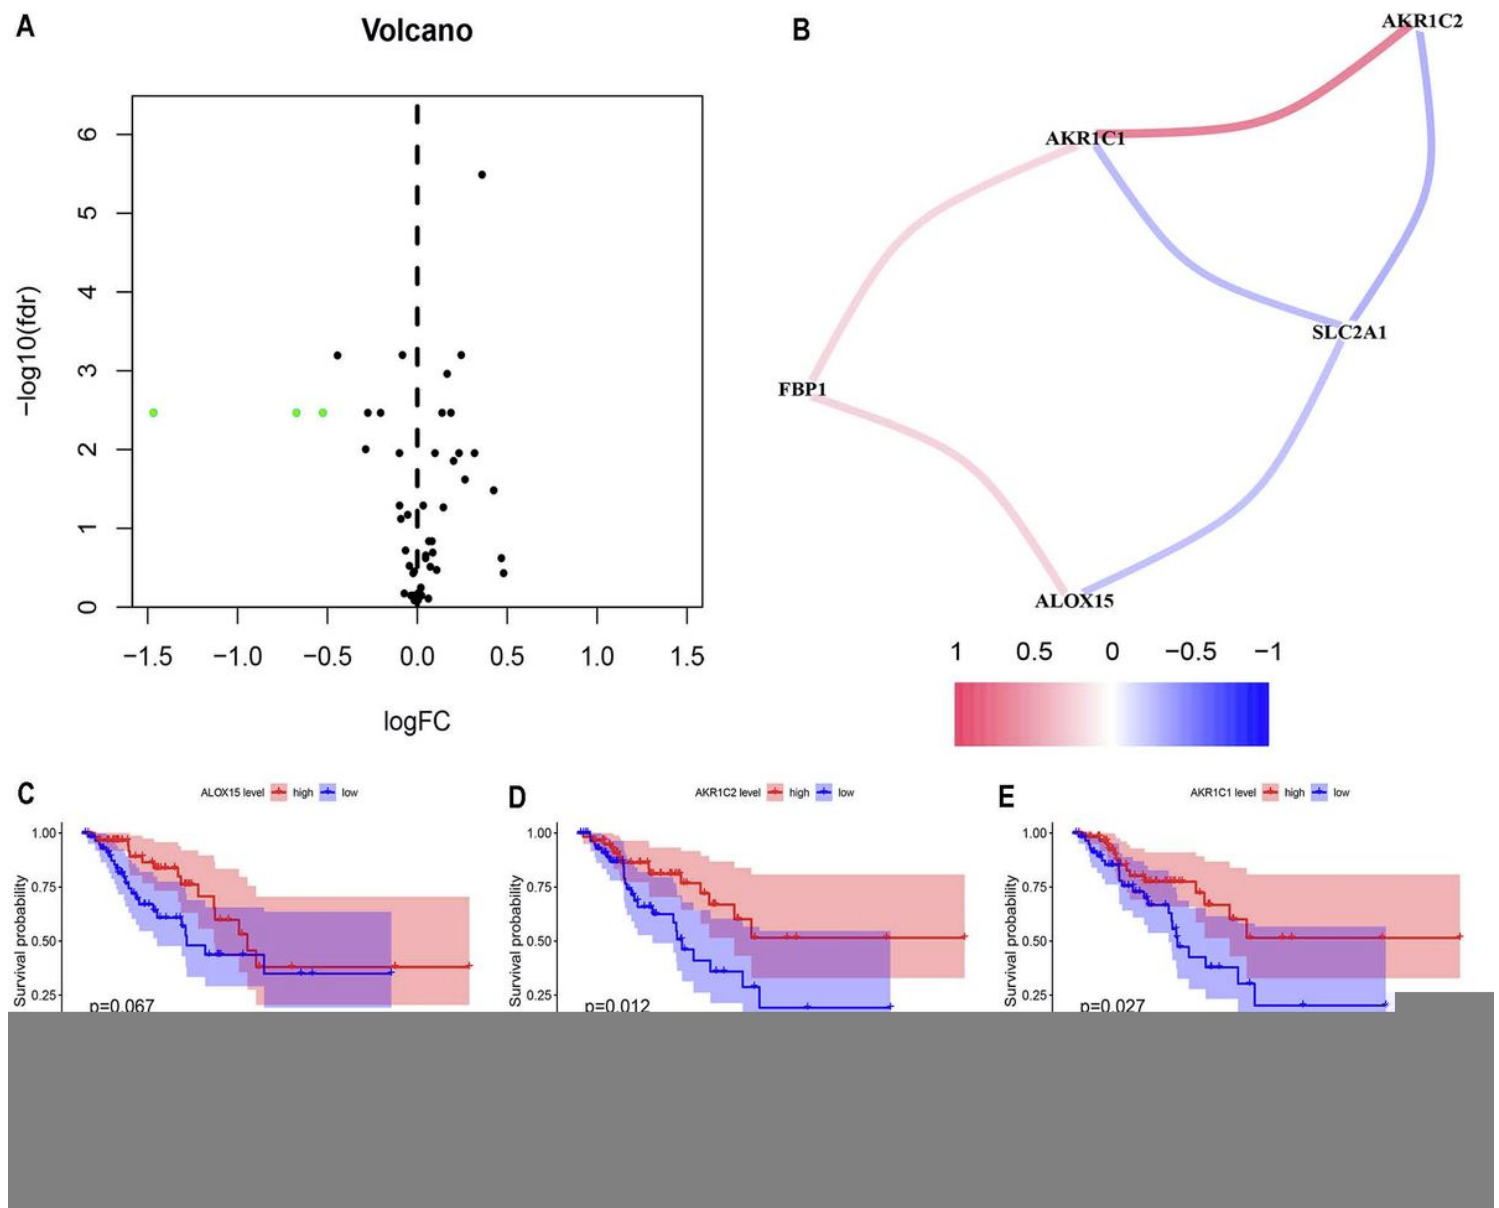 A
Volcano
−log10(fdr)
6
5
4
3
2
1
0
−1.5 −1.0 −0.5 0.0 0.5 1.0 1.5
logFC
B
AKR1C2
AKR1C1
SLC2A1
FBP1
ALOX15
1 0.5 0 −0.5 −1
C
ALOX15 level high low
Survival probability
1.00
0.75
0.50
0.25
p=0.067
D
AKR1C2 level high low
Survival probability
1.00
0.75
0.50
0.25
p=0.012
E
AKR1C1 level high low
Survival probability
1.00
0.75
0.50
0.25
p=0.027